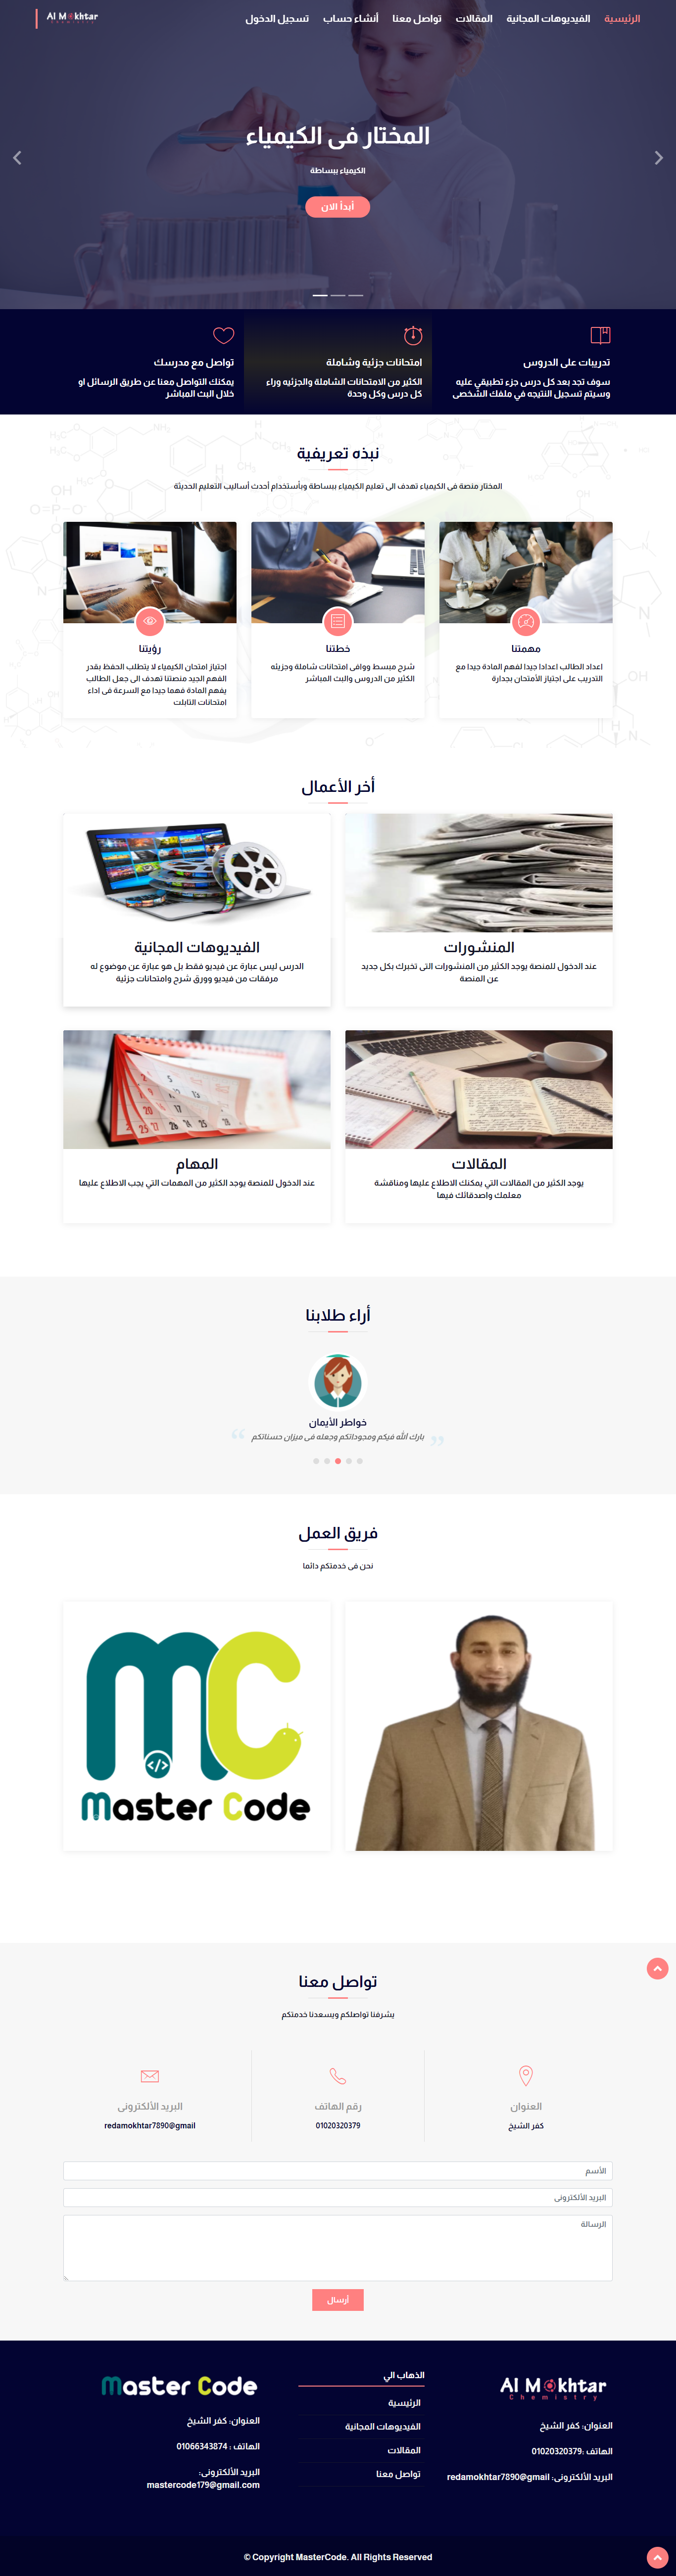 Al Mokhtar
Chemistry
الرئيسية
الفيديوهات المجانية
المقالات
تواصل معنا
أنشاء حساب
تسجيل الدخول
المختار فى الكيمياء
الكيمياء ببساطة
أبدأ الان
تدريبات على الدروس
سوف تجد بعد كل درس جزء تطبيقي عليه
وسيتم تسجيل النتيجه في ملفك الشخصى
امتحانات جزئية وشاملة
الكثير من الامتحانات الشاملة والجزئيه وراء
كل درس وكل وحدة
تواصل مع مدرسك
يمكنك التواصل معنا عن طريق الرسائل او
خلال البث المباشر
نبذه تعريفية
المختار منصة فى الكيمياء تهدف الى تعليم الكيمياء ببساطة وبأستخدام أحدث أساليب التعليم الحديثة
مهمتنا
اعداد الطالب اعدادا جيدا لفهم المادة جيدا مع
التدريب على اجتياز الأمتحان بجدارة
خطتنا
شرح مبسط ووافى امتحانات شاملة وجزيئه
الكثير من الدروس والبث المباشر
رؤيتنا
اجتياز امتحان الكيمياء لا يتطلب الحفظ بقدر
الفهم الجيد منصتنا تهدف الى جعل الطالب
يفهم المادة فهما جيدا مع السرعة فى اداء
امتحانات التابلت
أخر الأعمال
المنشورات
عند الدخول للمنصة يوجد الكثير من المنشورات التى تخبرك بكل جديد
عن المنصة
الفيديوهات المجانية
الدرس ليس عبارة عن فيديو فقط بل هو عبارة عن موضوع له
مرفقات من فيديو وورق شرح وامتحانات جزئية
المقالات
يوجد الكثير من المقالات التي يمكنك الاطلاع عليها ومناقشة
معلمك واصدقائك فيها
المهام
عند الدخول للمنصة يوجد الكثير من المهمات التي يجب الاطلاع عليها
أراء طلابنا
خواطر الأيمان
بارك الله فيكم ومجوداتكم وجعله فى ميزان حسناتكم
فريق العمل
نحن فى خدمتكم دائما
Master Code
تواصل معنا
يشرفنا تواصلكم ويسعدنا خدمتكم
العنوان
كفر الشيخ
رقم الهاتف
01020320379
البريد الألكترونى
redamokhtar7890@gmail
الأسم
البريد الألكترونى
الرسالة
أرسال
Al Mokhtar
Chemistry
العنوان: كفر الشيخ
الهاتف :01020320379
البريد الألكترونى: redamokhtar7890@gmail
الذهاب الي
الرئيسية
الفيديوهات المجانية
المقالات
تواصل معنا
Master Code
العنوان: كفر الشيخ
الهاتف : 01066343874
البريد الألكترونى:
mastercode179@gmail.com
© Copyright MasterCode. All Rights Reserved